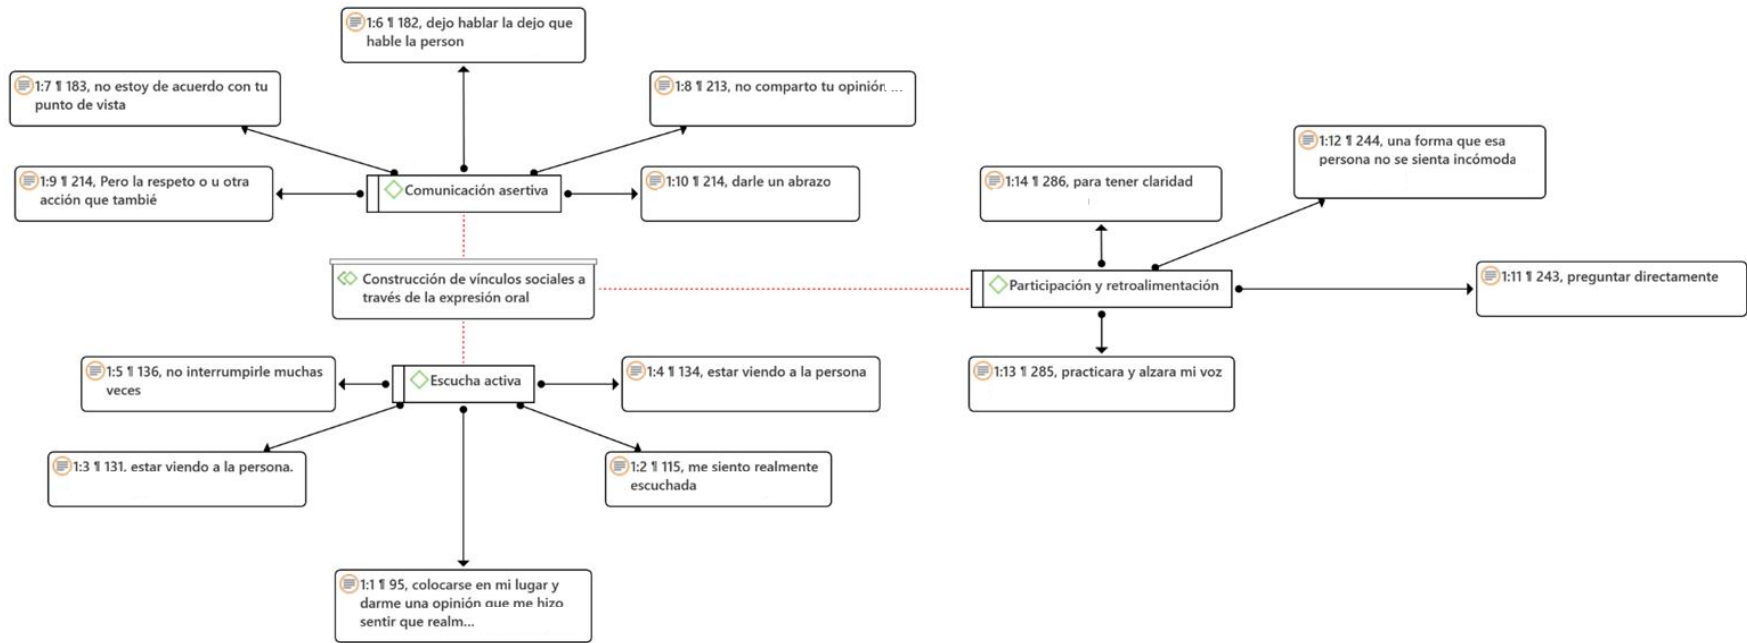 1:6 ¶ 182, dejo hablar la dejo que
hable la person
1:7 ¶ 183, no estoy de acuerdo con tu
punto de vista
1:8 ¶ 213, no comparto tu opinión ...
1:9 ¶ 214, Pero la respeto o u otra
acción que tambié
Comunicación asertiva
1:10 ¶ 214, darle un abrazo
1:12 ¶ 244, una forma que esa
persona no se sienta incómoda
1:14 ¶ 286, para tener claridad
Construcción de vínculos sociales a
través de la expresión oral
Participación y retroalimentación
1:11 ¶ 243, preguntar directamente
1:13 ¶ 285, practicara y alzara mi voz
1:5 ¶ 136, no interrumpirle muchas
veces
Escucha activa
1:4 ¶ 134, estar viendo a la persona
1:3 ¶ 131, estar viendo a la persona.
1:2 ¶ 115, me siento realmente
escuchada
1:1 ¶ 95, colocarse en mi lugar y
darme una opinión que me hizo
sentir que realm...